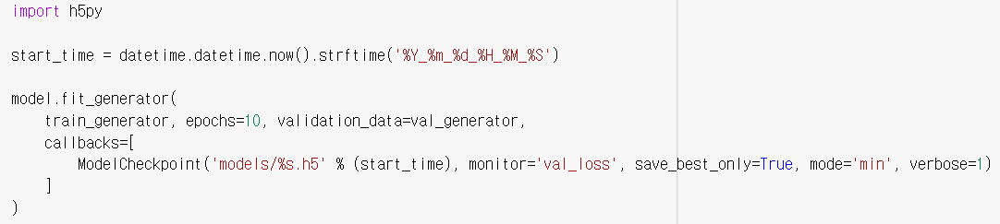 import h5py
start_time = datetime.datetime.now().strftime('%Y_%m_%d_%H_%M_%S')
model.fit_generator(
    train_generator, epochs=10, validation_data=val_generator,
    callbacks=[
        ModelCheckpoint('models/%s.h5' % (start_time), monitor='val_loss', save_best_only=True, mode='min', verbose=1)
    ]
)